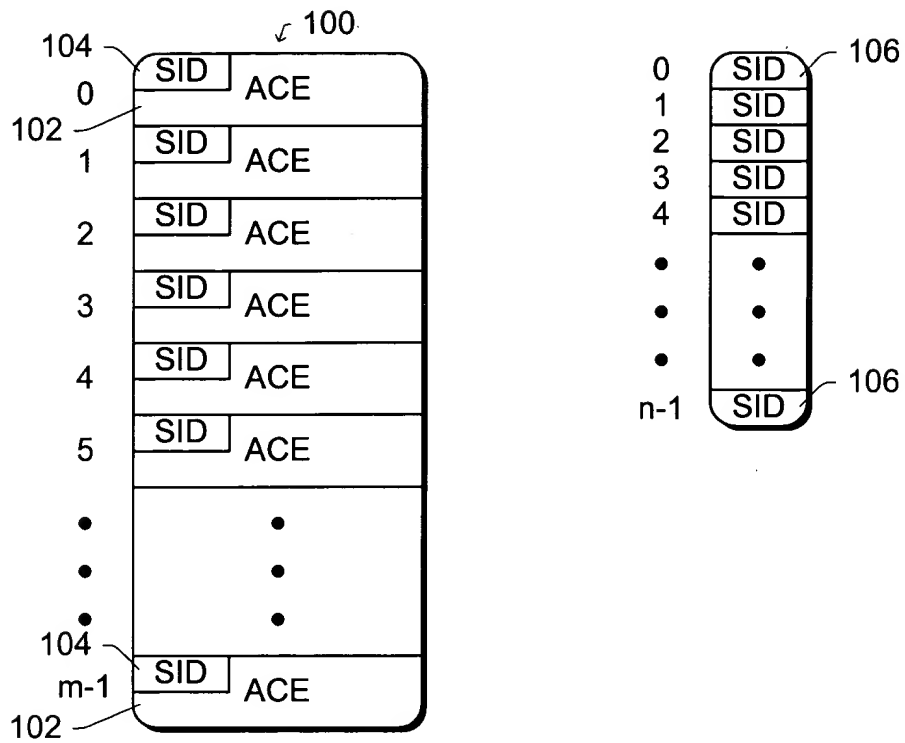 100
104
SID
ACE
0
102
SID
ACE
1
SID
ACE
2
SID
ACE
3
SID
ACE
4
SID
ACE
5
104
SID
ACE
m-1
102
106
0 SID
1 SID
2 SID
3 SID
4 SID
106
n-1 SID